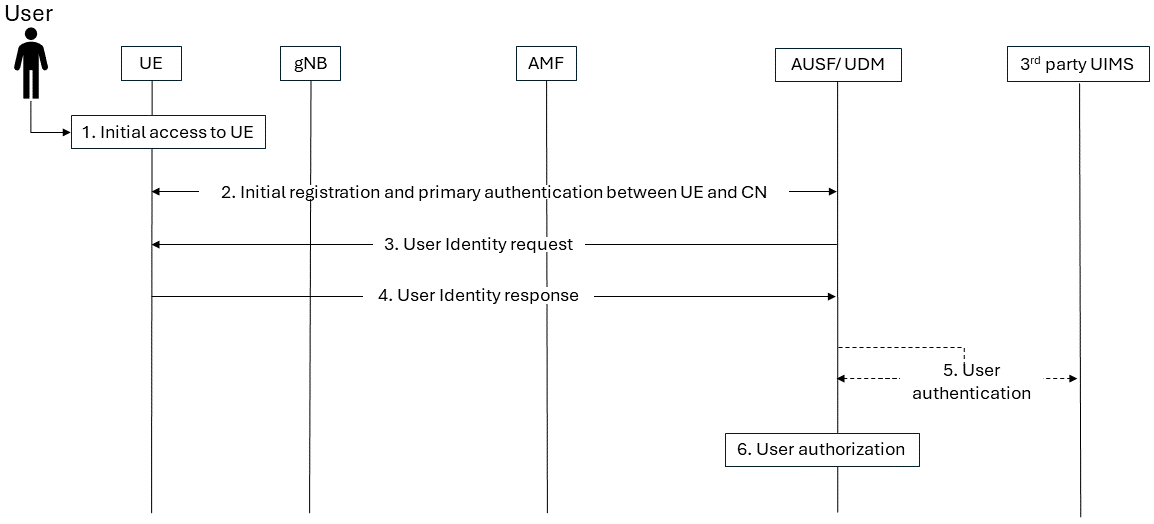 User
UE
gNB
AMF
AUSF/ UDM
3rd party UIMS
1. Initial access to UE
2. Initial registration and primary authentication between UE and CN
3. User Identity request
4. User Identity response
5. User
authentication
6. User authorization